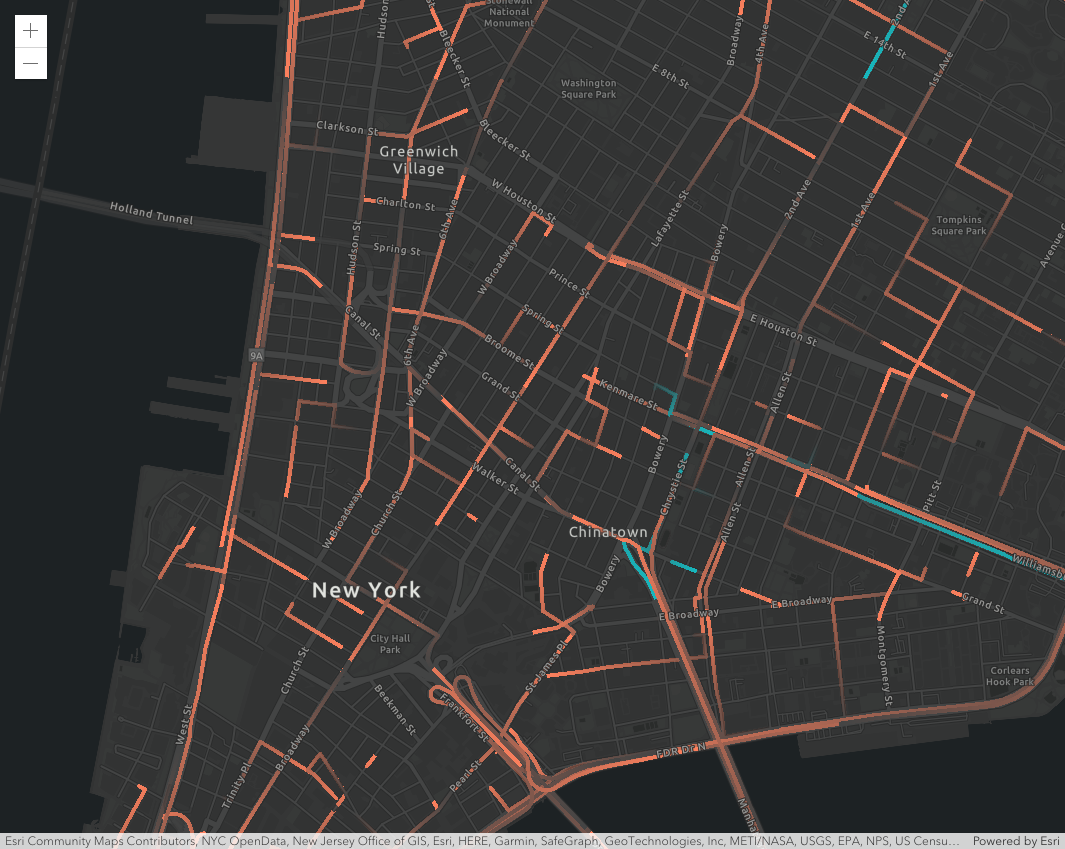 Stonewall
National
Monument
Hudson
St
Bleecker St
Broadway
4th Ave
2nd A
E 14th St
1st Ave
E 8th St
Washington
Square Park
Clarkson St
Greenwich
Village
Bleecker St
W Houston St
Holland Tunnel
Charlton St
6th Ave
Lafayette St
2nd Ave
1st Ave
Tompkins
Square Park
Avenue C
Hudson St
Spring St
W Broadway
Bowery
Prince St
Canal St
Spring St
E Houston St
9A
6th Ave
Broome St
W Broadway
Grand St
Kenmare St
Allen St
Bowery
Walker St
Canal St
Chrystie St
Allen St
Pitt St
W Broadway
Church St
Allen St
Chinatown
Williamsb
New York
Bowery
E Broadway
E Broadway
Grand St
City Hall
Park
Church St
St James Pl
Montgomery St
Corlears
Hook Park
Beekman St
Frankfort St
West St
Broadway
FDR Dr N
Trinity Pl
Pearl St
Manha
Esri Community Maps Contributors, NYC OpenData, New Jersey Office of GIS, Esri, HERE, Garmin, SafeGraph, GeoTechnologies, Inc, METI/NASA, USGS, EPA, NPS, US Censu… Powered by Esri